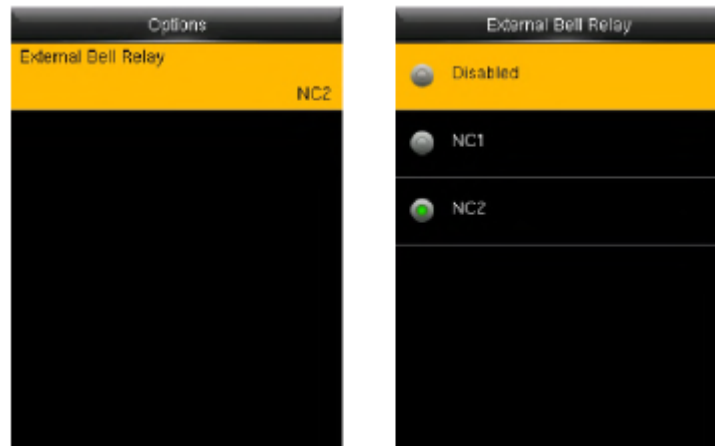 Options
External Bell Relay
NC2
External Bell Relay
Disabled
NC1
NC2